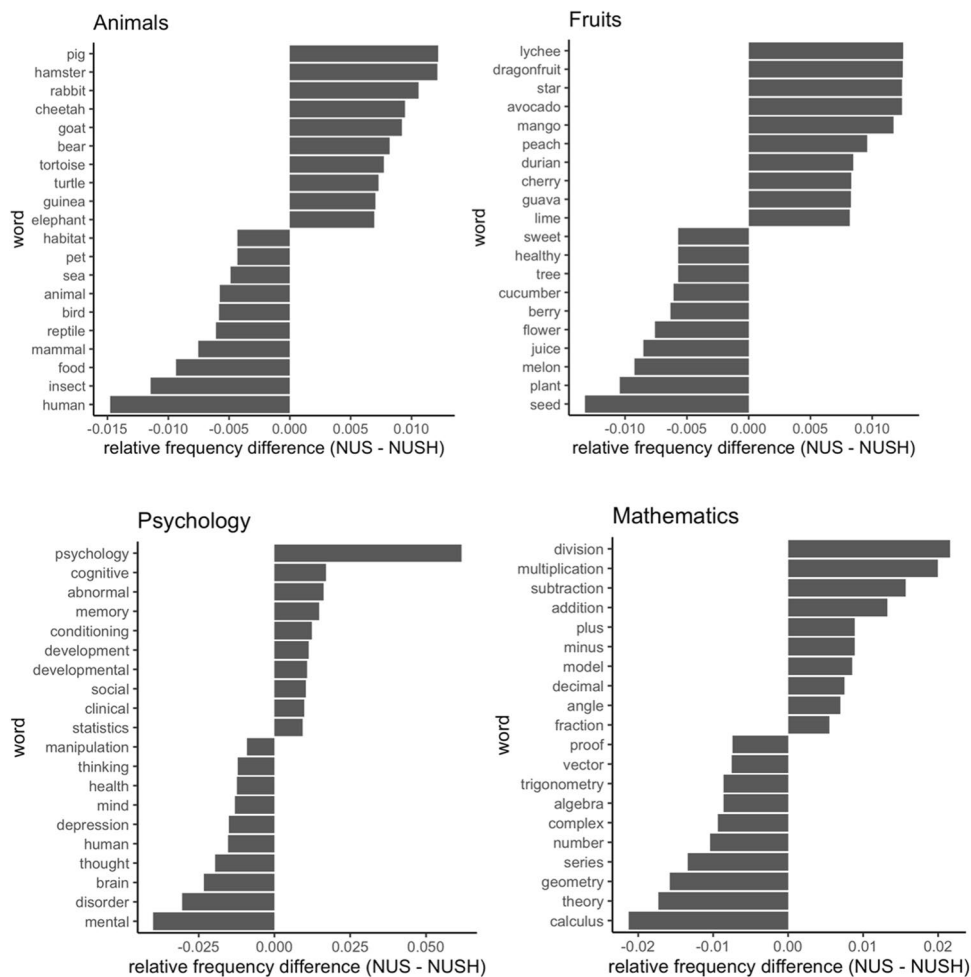 Animals
word
pig
hamster
rabbit
cheetah
goat
bear
tortoise
turtle
guinea
elephant
habitat
pet
sea
animal
bird
reptile
mammal
food
insect
human
-0.015 -0.010 -0.005 0.000 0.005 0.010
relative frequency difference (NUS - NUSH)
Fruits
word
lychee
dragonfruit
star
avocado
mango
peach
durian
cherry
guava
lime
sweet
healthy
tree
cucumber
berry
flower
juice
melon
plant
seed
-0.010 -0.005 0.000 0.005 0.010
relative frequency difference (NUS - NUSH)
Psychology
word
psychology
cognitive
abnormal
memory
conditioning
development
developmental
social
clinical
statistics
manipulation
thinking
health
mind
depression
human
thought
brain
disorder
mental
-0.025 0.000 0.025 0.050
relative frequency difference (NUS - NUSH)
Mathematics
word
division
multiplication
subtraction
addition
plus
minus
model
decimal
angle
fraction
proof
vector
trigonometry
algebra
complex
number
series
geometry
theory
calculus
-0.02 -0.01 0.00 0.01 0.02
relative frequency difference (NUS - NUSH)